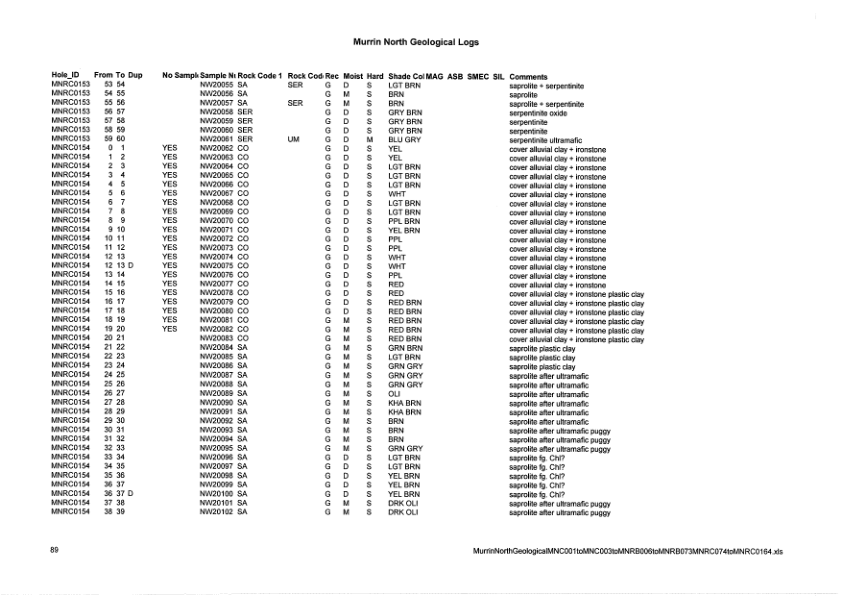 Murrin North Geological Logs
Hole_ID From To Dup No Sampl Sample N Rock Code 1 Rock Cod Rec Moist Hard Shade Col MAG ASB SMEC SIL Comments
MNRC0153 53 54 NW20055 SA SER G D S LGT BRN saprolite + serpentinite
MNRC0153 54 55 NW20056 SA G M S BRN saprolite
MNRC0153 55 56 NW20057 SA SER G M S BRN saprolite + serpentinite
MNRC0153 56 57 NW20058 SER G D S GRY BRN serpentinite oxide
MNRC0153 57 58 NW20059 SER G D S GRY BRN serpentinite
MNRC0153 58 59 NW20060 SER G D S GRY BRN serpentinite
MNRC0153 59 60 NW20061 SER UM G D M BLU GRY serpentinite ultramafic
MNRC0154 0 1 YES NW20062 CO G D S YEL cover alluvial clay + ironstone
MNRC0154 1 2 YES NW20063 CO G D S YEL cover alluvial clay + ironstone
MNRC0154 2 3 YES NW20064 CO G D S LGT BRN cover alluvial clay + ironstone
MNRC0154 3 4 YES NW20065 CO G D S LGT BRN cover alluvial clay + ironstone
MNRC0154 4 5 YES NW20066 CO G D S LGT BRN cover alluvial clay + ironstone
MNRC0154 5 6 YES NW20067 CO G D S WHT cover alluvial clay + ironstone
MNRC0154 6 7 YES NW20068 CO G D S LGT BRN cover alluvial clay + ironstone
MNRC0154 7 8 YES NW20069 CO G D S LGT BRN cover alluvial clay + ironstone
MNRC0154 8 9 YES NW20070 CO G D S PPL BRN cover alluvial clay + ironstone
MNRC0154 9 10 YES NW20071 CO G D S YEL BRN cover alluvial clay + ironstone
MNRC0154 10 11 YES NW20072 CO G D S PPL cover alluvial clay + ironstone
MNRC0154 11 12 YES NW20073 CO G D S PPL cover alluvial clay + ironstone
MNRC0154 12 13 YES NW20074 CO G D S WHT cover alluvial clay + ironstone
MNRC0154 12 13 D YES NW20075 CO G D S WHT cover alluvial clay + ironstone
MNRC0154 13 14 YES NW20076 CO G D S PPL cover alluvial clay + ironstone
MNRC0154 14 15 YES NW20077 CO G D S RED cover alluvial clay + ironstone
MNRC0154 15 16 YES NW20078 CO G D S RED cover alluvial clay + ironstone plastic clay
MNRC0154 16 17 YES NW20079 CO G D S RED BRN cover alluvial clay + ironstone plastic clay
MNRC0154 17 18 YES NW20080 CO G D S RED BRN cover alluvial clay + ironstone plastic clay
MNRC0154 18 19 YES NW20081 CO G M S RED BRN cover alluvial clay + ironstone plastic clay
MNRC0154 19 20 YES NW20082 CO G M S RED BRN cover alluvial clay + ironstone plastic clay
MNRC0154 20 21 NW20083 CO G M S RED BRN cover alluvial clay + ironstone plastic clay
MNRC0154 21 22 NW20084 SA G M S GRN BRN saprolite plastic clay
MNRC0154 22 23 NW20085 SA G M S LGT BRN saprolite plastic clay
MNRC0154 23 24 NW20086 SA G M S GRN GRY saprolite plastic clay
MNRC0154 24 25 NW20087 SA G M S GRN GRY saprolite after ultramafic
MNRC0154 25 26 NW20088 SA G M S GRN GRY saprolite after ultramafic
MNRC0154 26 27 NW20089 SA G M S OLI saprolite after ultramafic
MNRC0154 27 28 NW20090 SA G M S KHA BRN saprolite after ultramafic
MNRC0154 28 29 NW20091 SA G M S KHA BRN saprolite after ultramafic
MNRC0154 29 30 NW20092 SA G M S BRN saprolite after ultramafic
MNRC0154 30 31 NW20093 SA G M S BRN saprolite after ultramafic puggy
MNRC0154 31 32 NW20094 SA G M S BRN saprolite after ultramafic puggy
MNRC0154 32 33 NW20095 SA G M S GRN GRY saprolite after ultramafic puggy
MNRC0154 33 34 NW20096 SA G D S LGT BRN saprolite fg. Chl?
MNRC0154 34 35 NW20097 SA G D S LGT BRN saprolite fg. Chl?
MNRC0154 35 36 NW20098 SA G D S YEL BRN saprolite fg. Chl?
MNRC0154 36 37 NW20099 SA G D S YEL BRN saprolite fg. Chl?
MNRC0154 36 37 D NW20100 SA G D S YEL BRN saprolite fg. Chl?
MNRC0154 37 38 NW20101 SA G M S DRK OLI saprolite after ultramafic puggy
MNRC0154 38 39 NW20102 SA G M S DRK OLI saprolite after ultramafic puggy
89 MurrinNorthGeologicalMNC001toMNC003toMNRB006toMNRB073MNRC074toMNRC0164.xls